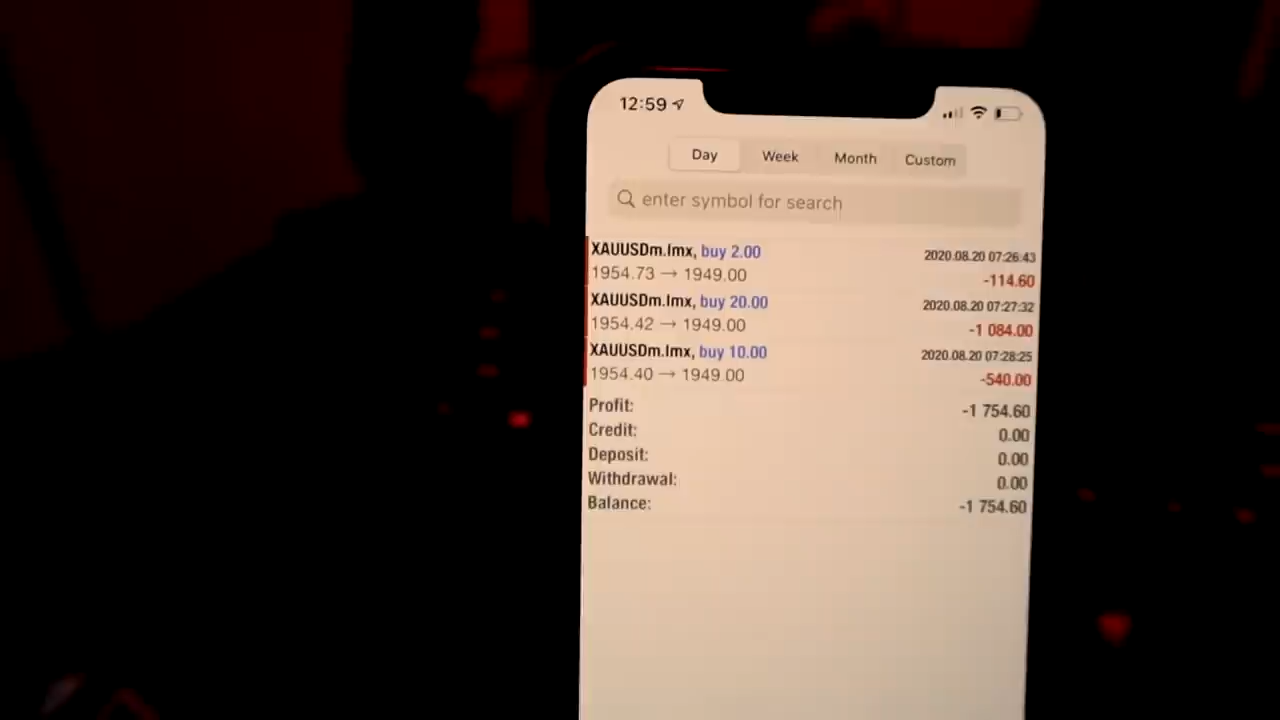 12:59
Day Week Month Custom
enter symbol for search
XAUUSDm.lmx, buy 2.00 2020.08.20 07:26:43
1954.73 → 1949.00 -114.60
XAUUSDm.lmx, buy 20.00 2020.08.20 07:27:32
1954.42 → 1949.00 -1 084.00
XAUUSDm.lmx, buy 10.00 2020.08.20 07:28:25
1954.40 → 1949.00 -540.00
Profit: -1 754.60
Credit: 0.00
Deposit: 0.00
Withdrawal: 0.00
Balance: -1 754.60